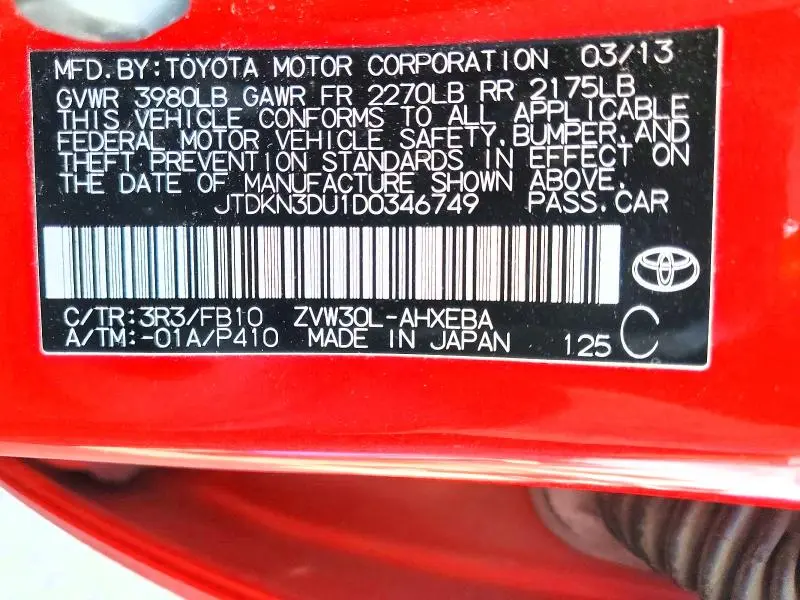 MFD. BY: TOYOTA MOTOR CORPORATION 03/13
GVWR 3980LB GAWR FR 2270LB RR 2175LB
THIS VEHICLE CONFORMS TO ALL APPLICABLE
FEDERAL MOTOR VEHICLE SAFETY, BUMPER, AND
THEFT PREVENTION STANDARDS IN EFFECT ON
THE DATE OF MANUFACTURE SHOWN ABOVE.
JTDKN3DU1D0346749 PASS. CAR
C/TR: 3R3/FB10 ZVW30L-AHXEBA
A/TM: -01A/P410 MADE IN JAPAN 125 C